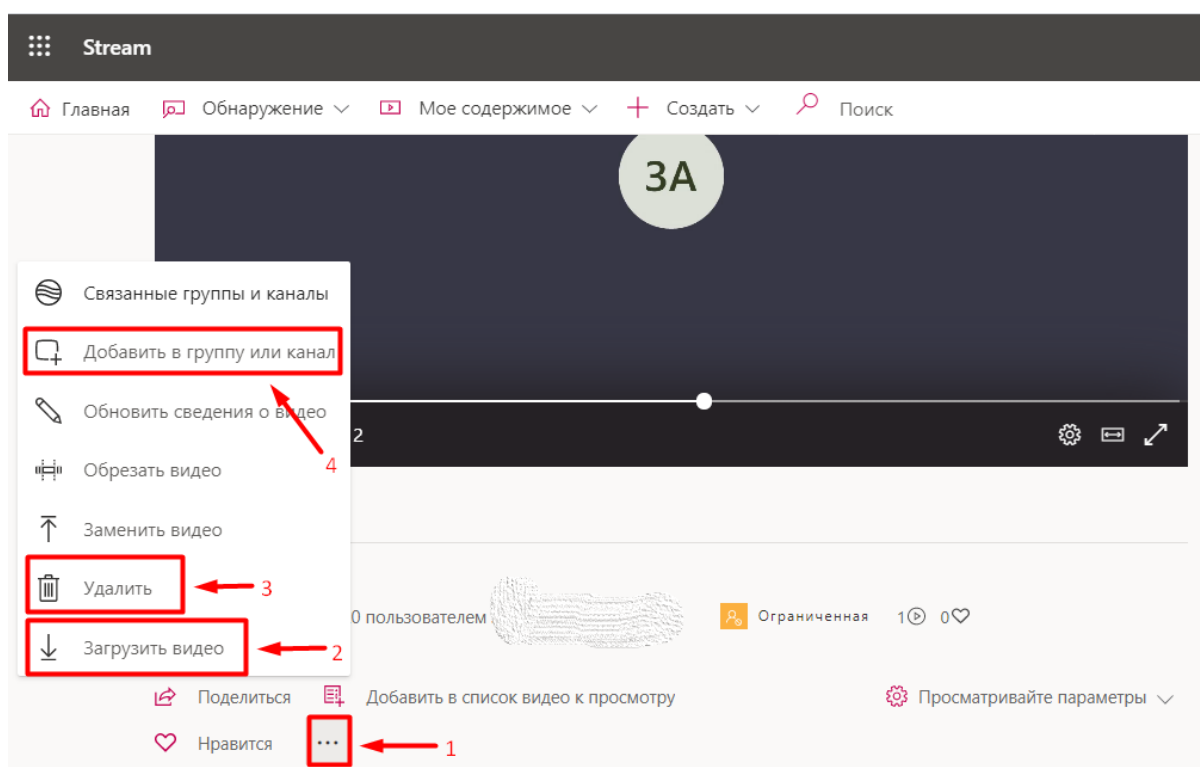 Stream
Главная Обнаружение Мое содержимое Создать Поиск
ЗА
Связанные группы и каналы
Добавить в группу или канал
Обновить сведения о видео
2
4
Обрезать видео
Заменить видео
Удалить
3
0 пользователем
Ограниченная 1 0
Загрузить видео
2
Поделиться Добавить в список видео к просмотру Просматривайте параметры
Нравится ...
1